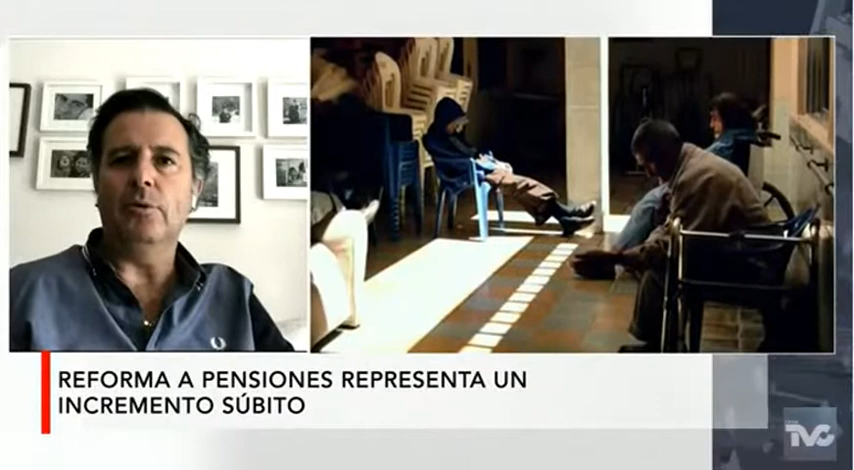 REFORMA A PENSIONES REPRESENTA UN
INCREMENTO SÚBITO
TVC